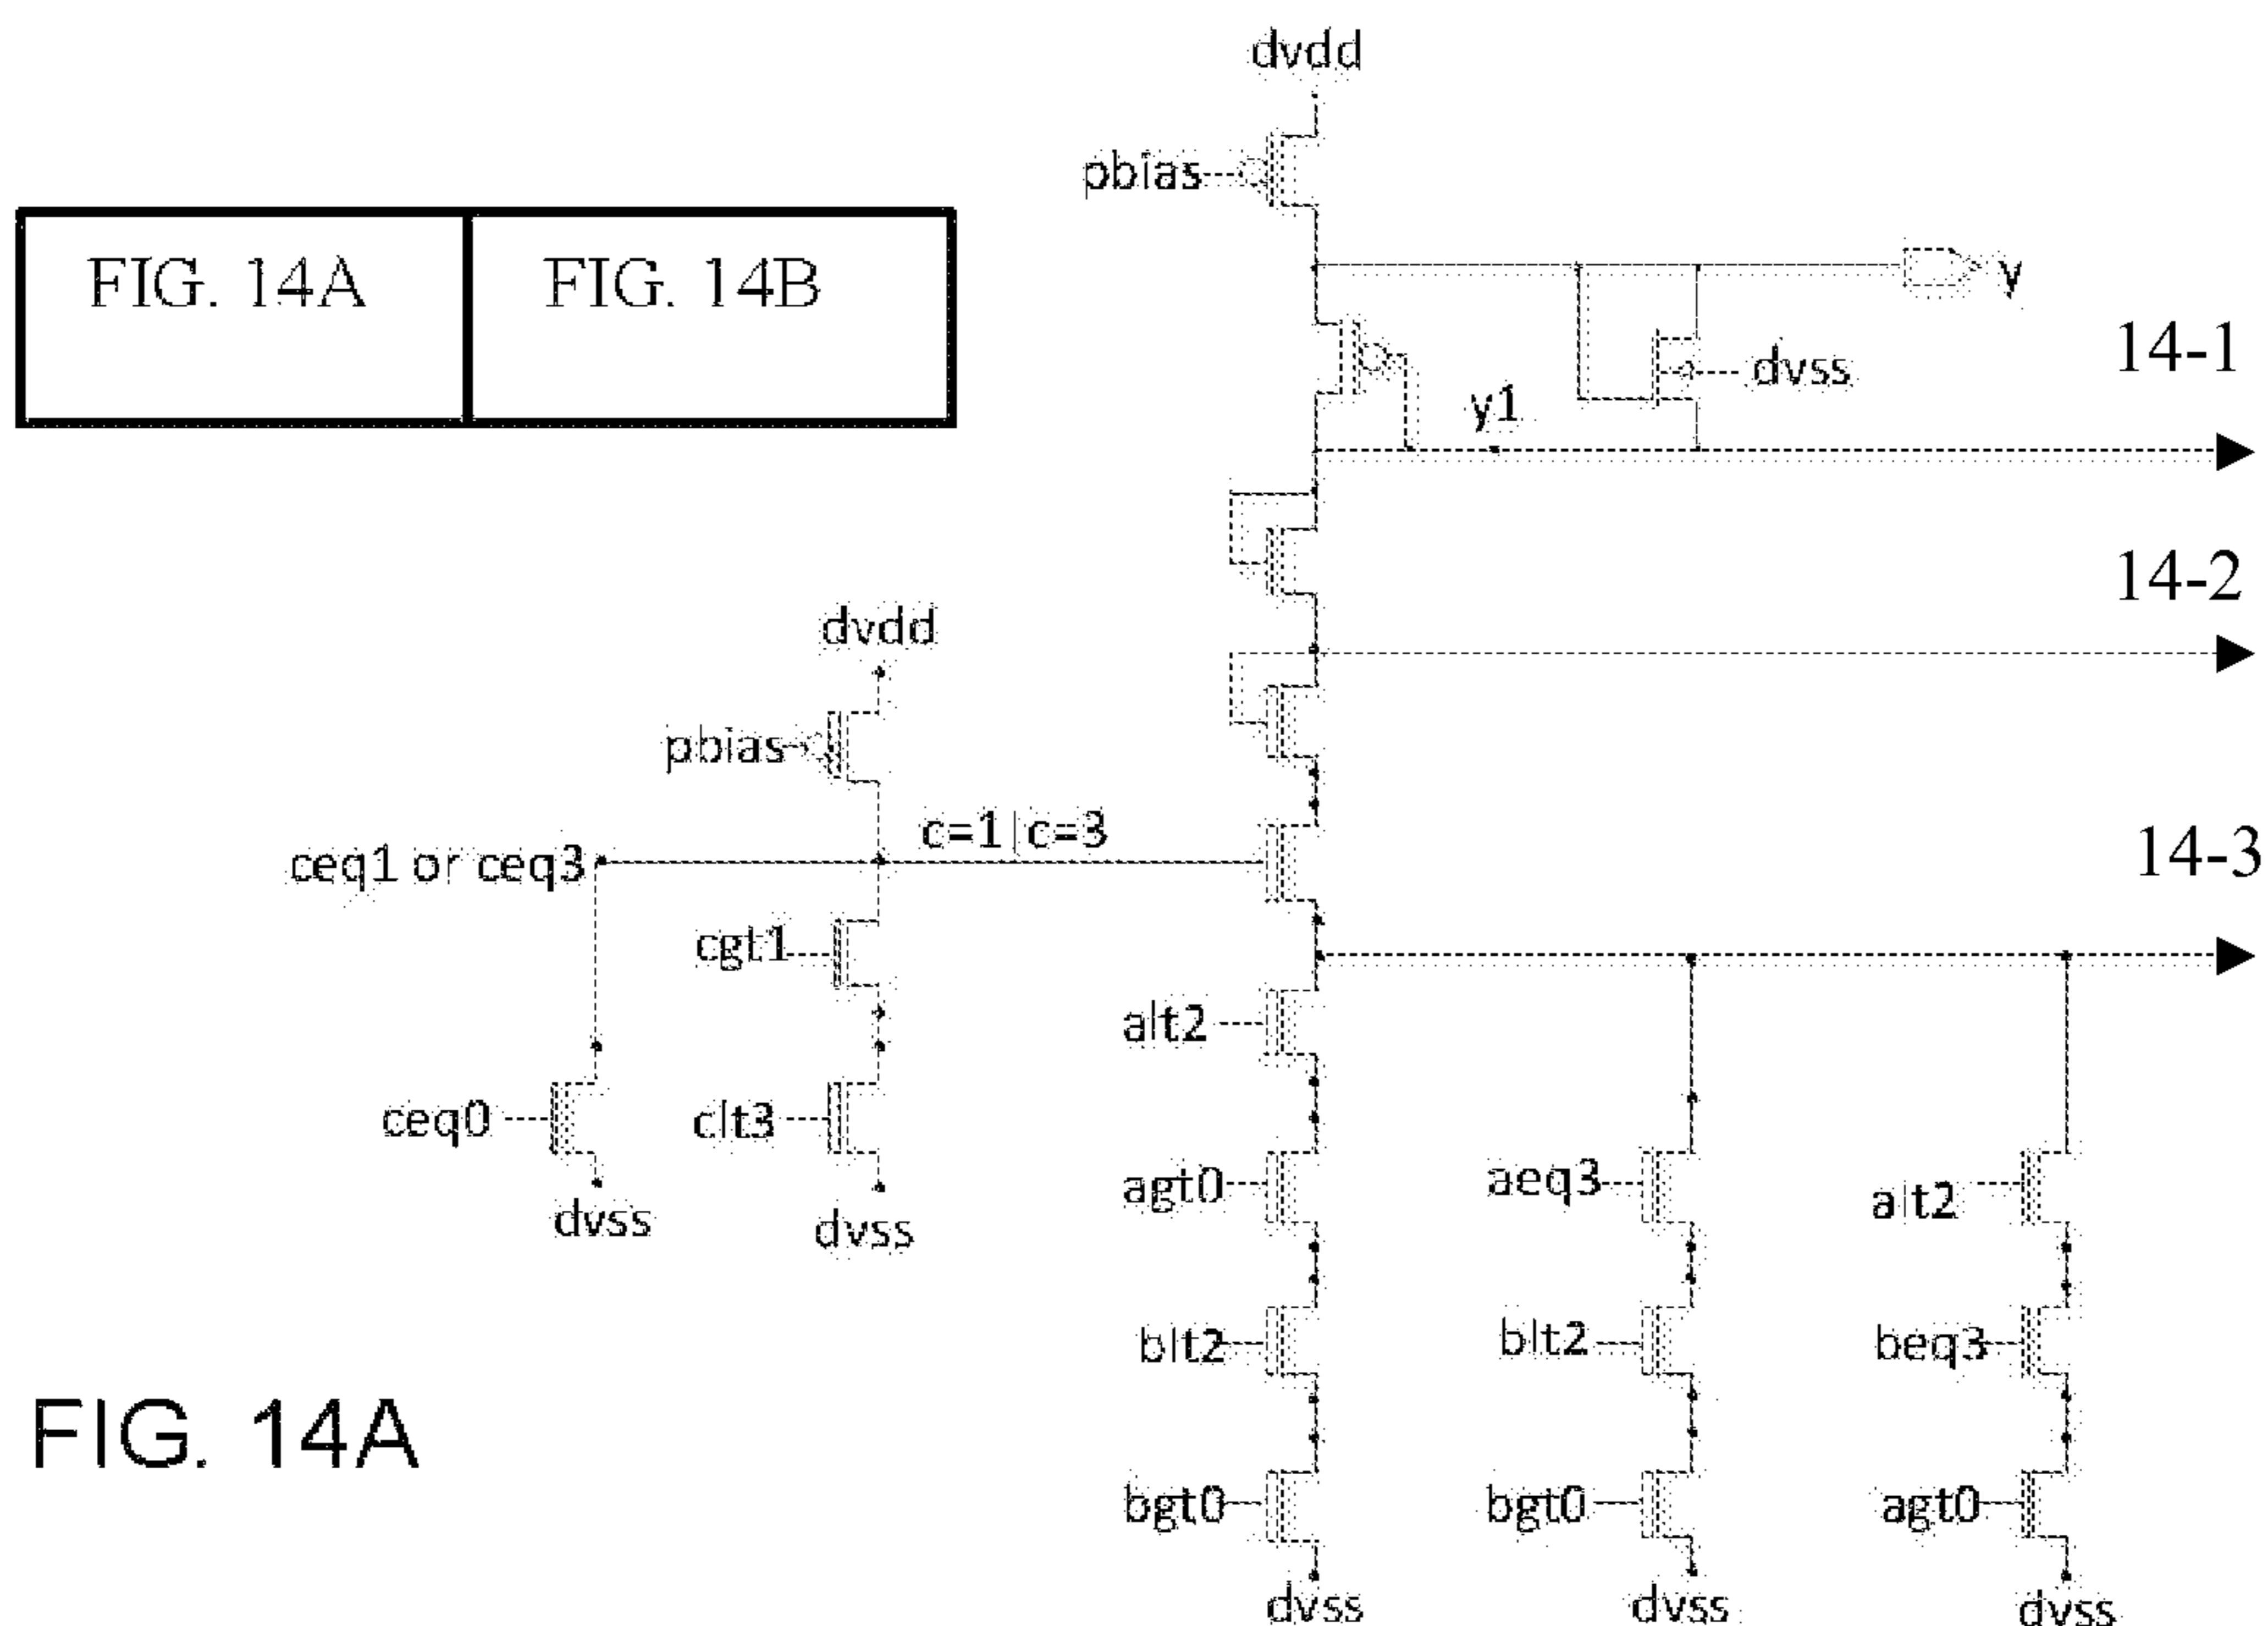 dvdd
pbias
FIG. 14A
FIG. 14B
y
14-1
dvss
y1
14-2
dvdd
pbias
c=1|c=3
ceq1 or ceq3
14-3
cgt1
alt2
ceq0
clt3
agt0
aeq3
alt2
dvss
dvss
blt2
blt2
beq3
FIG. 14A
bgt0
bgt0
agt0
dvss
dvss
dvss